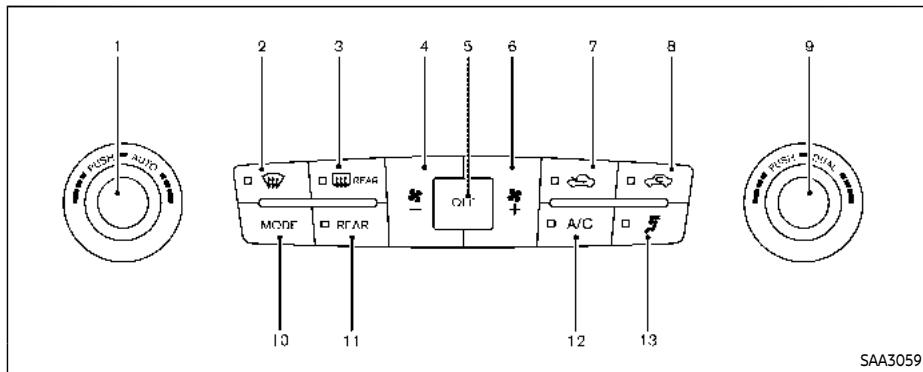 1 2 3 4 5 6 7 8 9
PUSH AUTO
REAR
PUSH DUAL
− OFF +
MODE REAR A/C
10 11 12 13
SAA3059